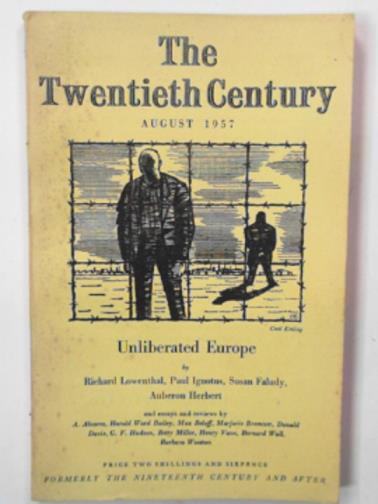 The
Twentieth Century
AUGUST 1957
Cecil Keeling
Unliberated Europe
by
Richard Lowenthal, Paul Ignotus, Susan Faludy,
Auberon Herbert
and essays and reviews by
A. Alvarez, Harold Ward Bailey, Max Beloff, Marjorie Bremner, Donald
Davie, G. F. Hudson, Betty Miller, Henry Vane, Bernard Wall,
Barbara Wootton
PRICE TWO SHILLINGS AND SIXPENCE
FORMERLY THE NINETEENTH CENTURY AND AFTER